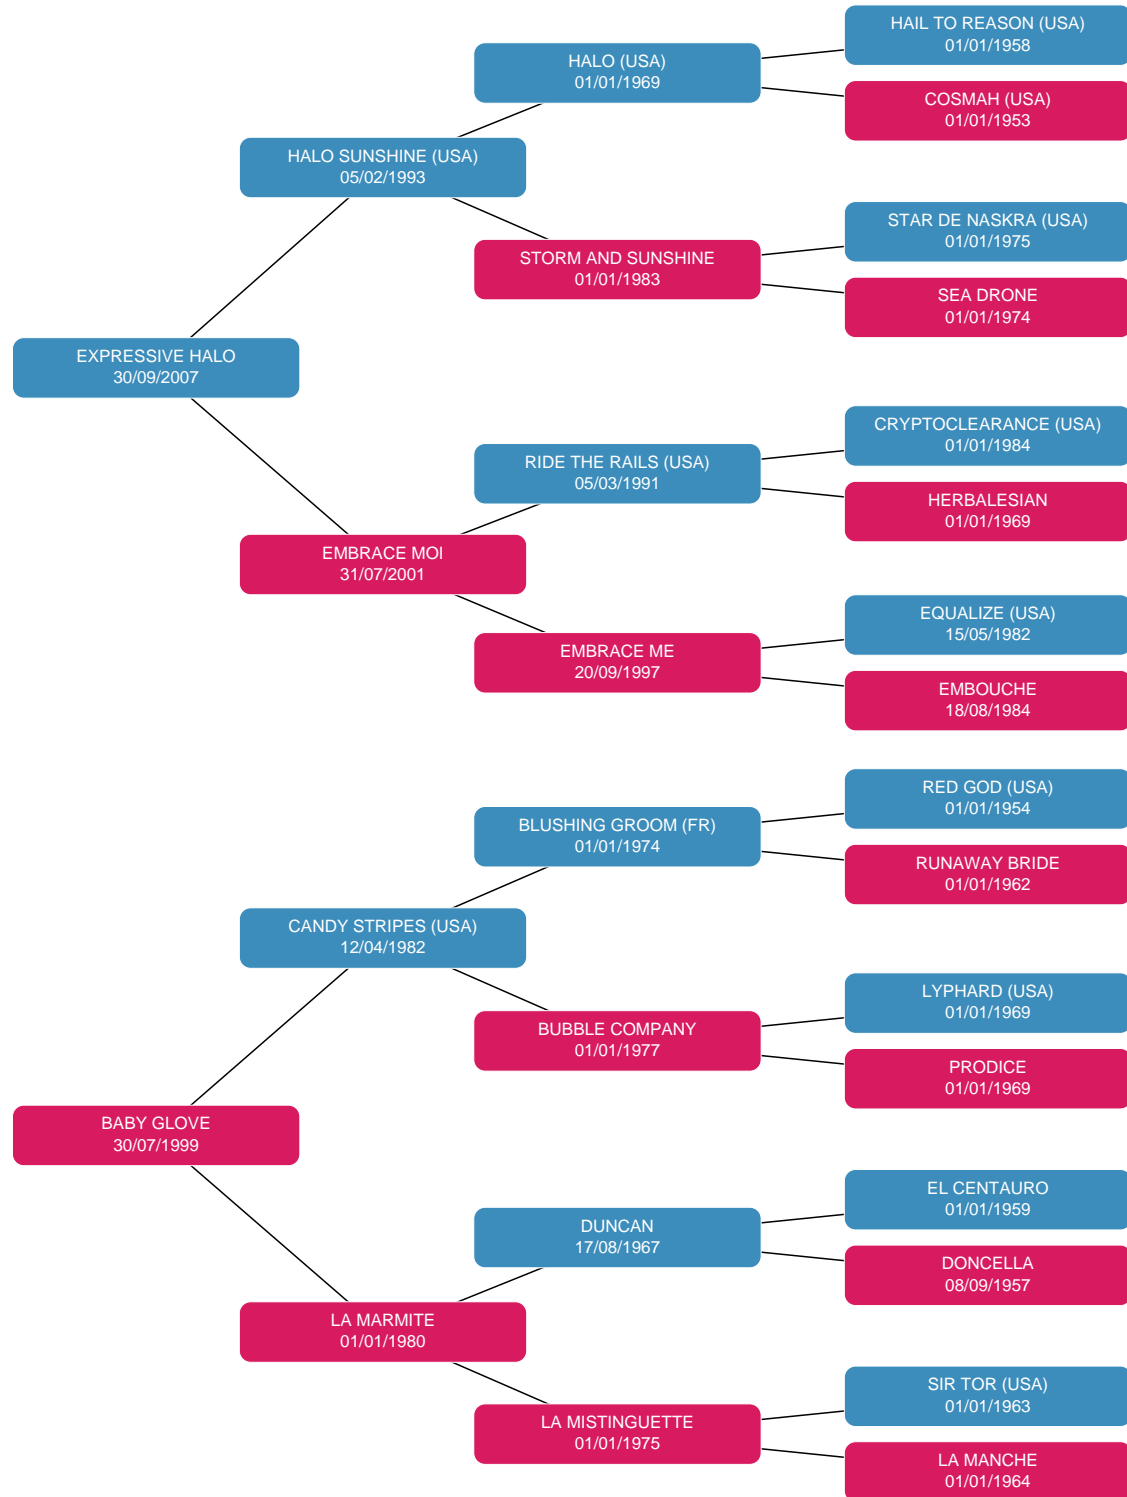 HAIL TO REASON (USA)
01/01/1958
HALO (USA)
01/01/1969
COSMAH (USA)
01/01/1953
HALO SUNSHINE (USA)
05/02/1993
STAR DE NASKRA (USA)
01/01/1975
STORM AND SUNSHINE
01/01/1983
SEA DRONE
01/01/1974
EXPRESSIVE HALO
30/09/2007
CRYPTOCLEARANCE (USA)
01/01/1984
RIDE THE RAILS (USA)
05/03/1991
HERBALESIAN
01/01/1969
EMBRACE MOI
31/07/2001
EQUALIZE (USA)
15/05/1982
EMBRACE ME
20/09/1997
EMBOUCHE
18/08/1984
RED GOD (USA)
01/01/1954
BLUSHING GROOM (FR)
01/01/1974
RUNAWAY BRIDE
01/01/1962
CANDY STRIPES (USA)
12/04/1982
LYPHARD (USA)
01/01/1969
BUBBLE COMPANY
01/01/1977
PRODICE
01/01/1969
BABY GLOVE
30/07/1999
EL CENTAURO
01/01/1959
DUNCAN
17/08/1967
DONCELLA
08/09/1957
LA MARMITE
01/01/1980
SIR TOR (USA)
01/01/1963
LA MISTINGUETTE
01/01/1975
LA MANCHE
01/01/1964